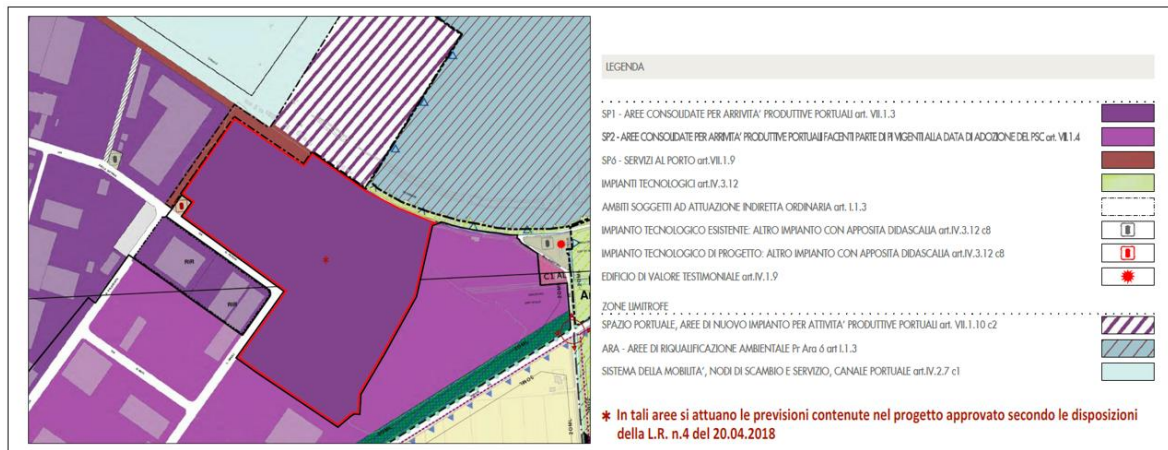 LEGENDA
SP1 - AREE CONSOLIDATE PER ARRIVITA' PRODUTTIVE PORTUALI art. VII.1.3
SP2 - AREE CONSOLIDATE PER ARRIVITA' PRODUTTIVE PORTUALI FACENTI PARTE DI PI VIGENTI ALLA DATA DI ADOZIONE DEL PSC art. VII.1.4
SP6 - SERVIZI AL PORTO art.VII.1.9
IMPIANTI TECNOLOGICI art.IV.3.12
AMBITI SOGGETTI AD ATTUAZIONE INDIRETTA ORDINARIA art. I.1.3
IMPIANTO TECNOLOGICO ESISTENTE: ALTRO IMPIANTO CON APPOSITA DIDASCALIA art.IV.3.12 c8
IMPIANTO TECNOLOGICO DI PROGETTO: ALTRO IMPIANTO CON APPOSITA DIDASCALIA art.IV.3.12 c8
EDIFICIO DI VALORE TESTIMONIALE art.IV.1.9
ZONE LIMITROFE
SPAZIO PORTUALE, AREE DI NUOVO IMPIANTO PER ATTIVITA' PRODUTTIVE PORTUALI art. VII.1.10 c2
ARA - AREE DI RIQUALIFICAZIONE AMBIENTALE Pr Ara 6 art I.1.3
SISTEMA DELLA MOBILITA', NODI DI SCAMBIO E SERVIZIO, CANALE PORTUALE art.IV.2.7 c1
* In tali aree si attuano le previsioni contenute nel progetto approvato secondo le disposizioni
della L.R. n.4 del 20.04.2018
RIR
RIR
C1 AL